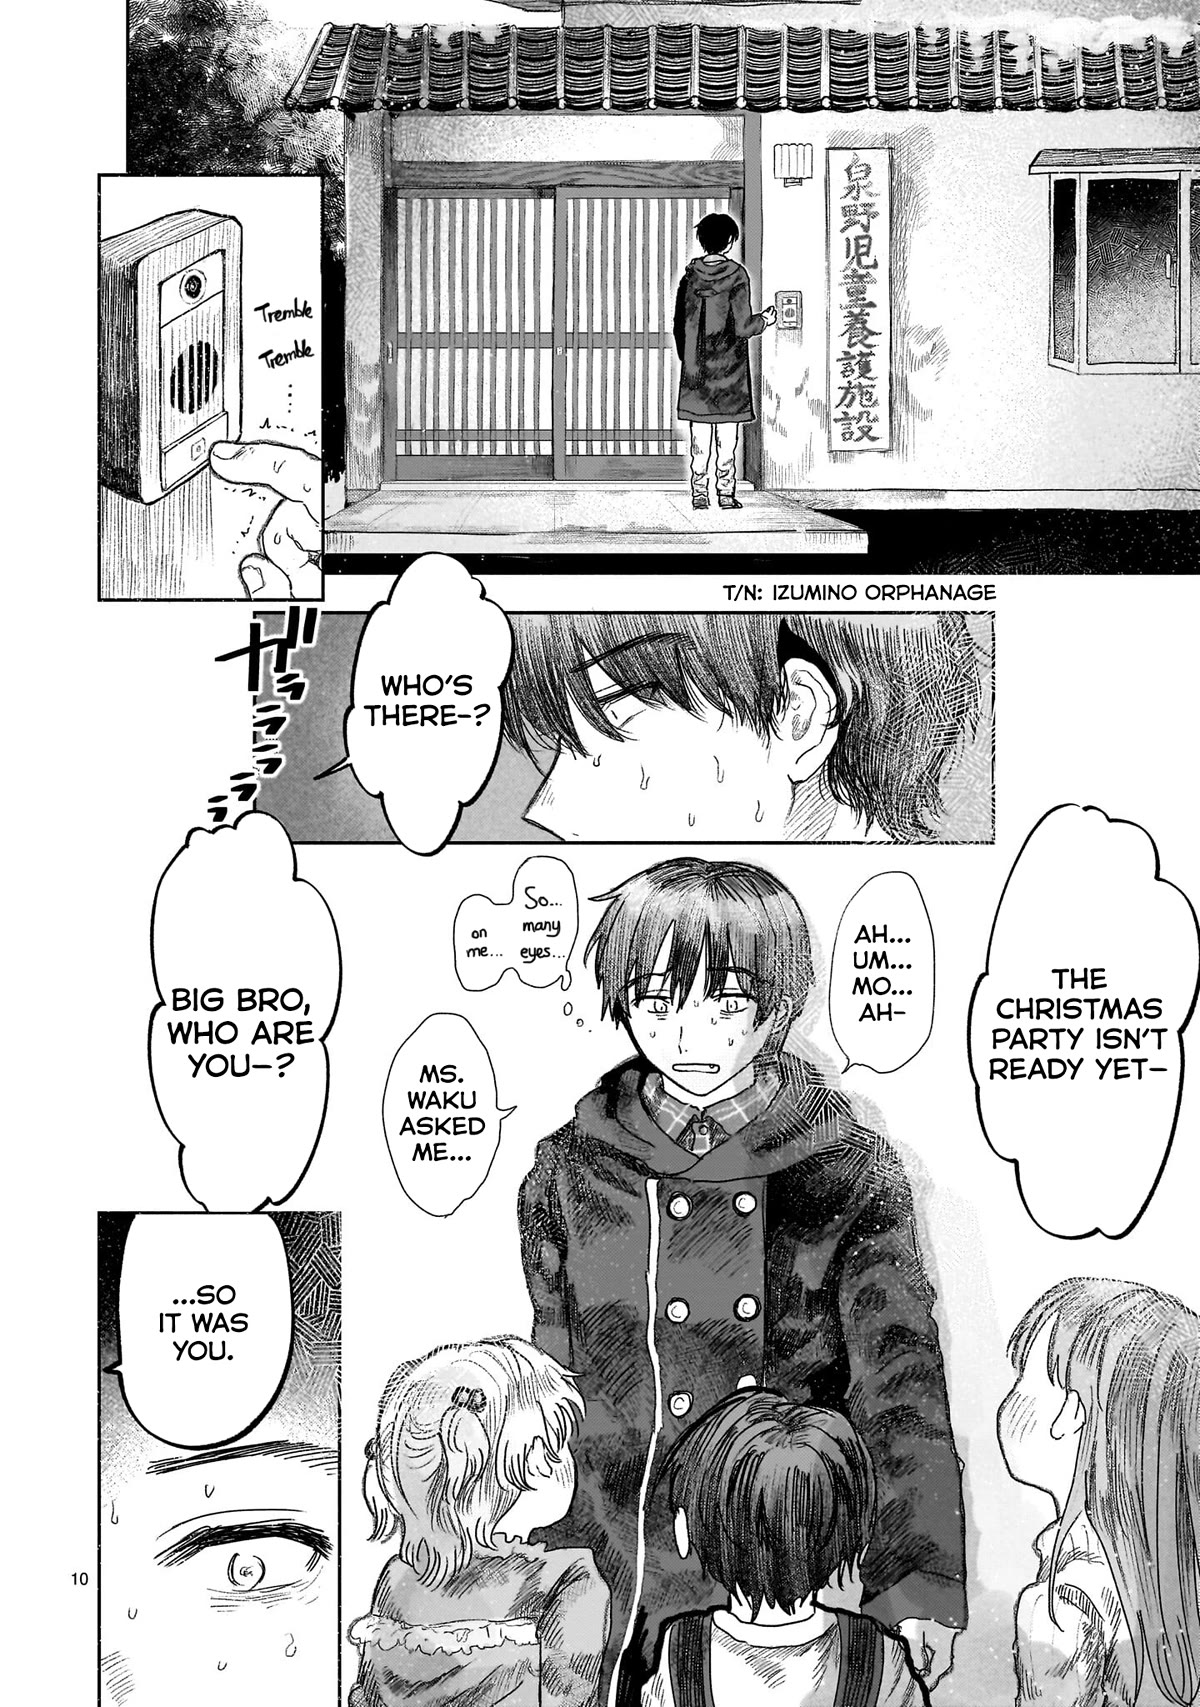 泉野児童養護施設
Tremble
Tremble
......
T/N: IZUMINO ORPHANAGE
WHO'S
THERE–?
ガラララララ
THE
CHRISTMAS
PARTY ISN'T
READY YET–
BIG BRO,
WHO ARE
YOU–?
AH...
UM...
MO...
AH–
So...
many
eyes...
on
me...
MS.
WAKU
ASKED
ME...
...SO
IT WAS
YOU.
10